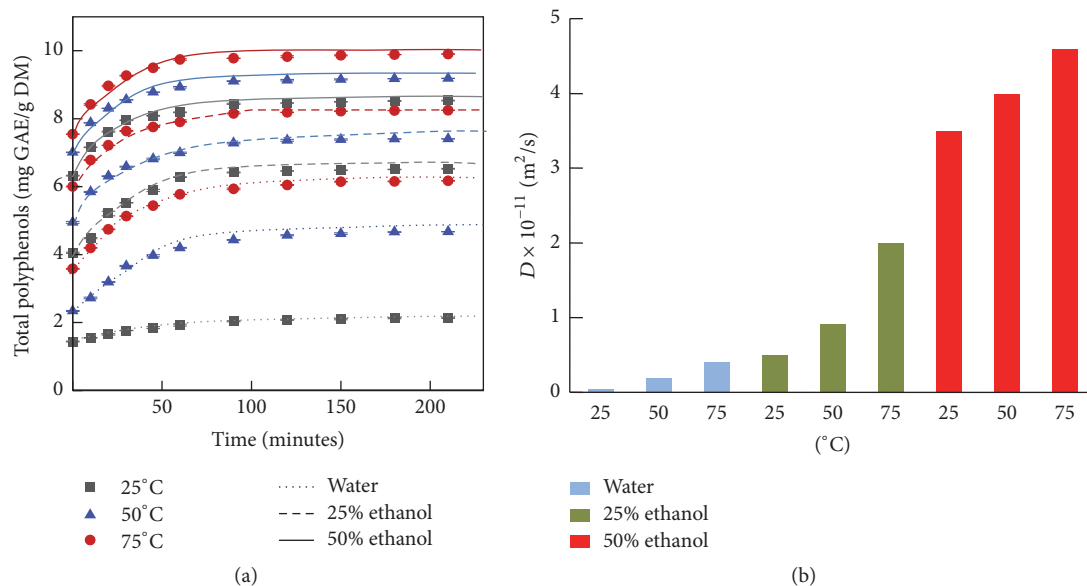 Total polyphenols (mg GAE/g DM)
10
8
6
4
2
0
50
100
150
200
Time (minutes)
25°C
50°C
75°C
Water
25% ethanol
50% ethanol
(a)
D × 10⁻¹¹ (m²/s)
5
4
3
2
1
0
25 50 75 25 50 75 25 50 75
(°C)
Water
25% ethanol
50% ethanol
(b)